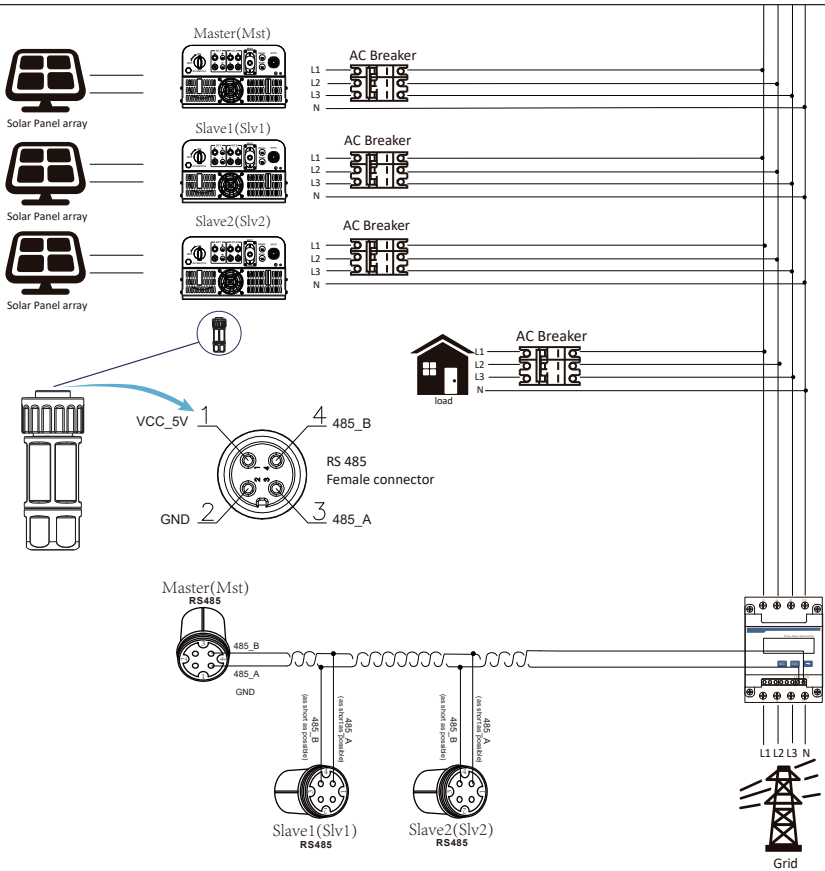 Master(Mst)
AC Breaker
L1
L2
L3
N
Solar Panel array
Slave1(Slv1)
AC Breaker
L1
L2
L3
N
Solar Panel array
Slave2(Slv2)
AC Breaker
L1
L2
L3
N
Solar Panel array
AC Breaker
L1
L2
L3
N
load
VCC_5V 1
4 485_B
RS 485
Female connector
1 4
2 3
GND 2
3 485_A
Master(Mst)
RS485
485_B
485_A
GND
485_B
(as short as possible)
485_A
(as short as possible)
485_B
(as short as possible)
485_A
(as short as possible)
L1 L2 L3 N
Slave1(Slv1)
RS485
Slave2(Slv2)
RS485
Grid